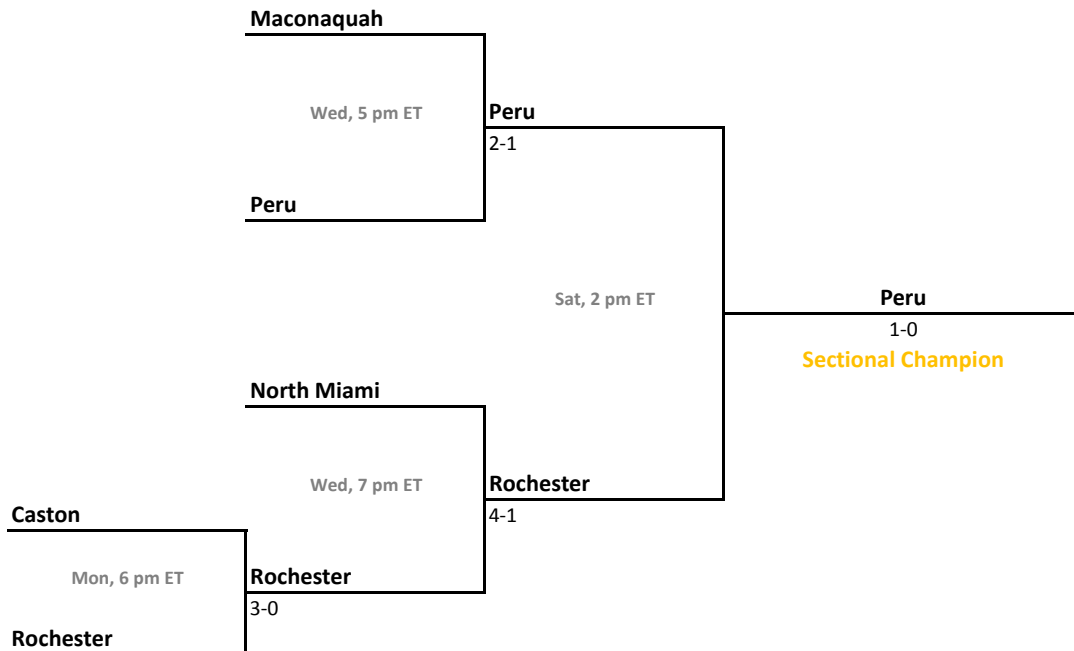 Maconaquah
Wed, 5 pm ET
Peru
2-1
Peru
Sat, 2 pm ET
Peru
1-0
Sectional Champion
North Miami
Wed, 7 pm ET
Rochester
4-1
Caston
Mon, 6 pm ET
Rochester
3-0
Rochester